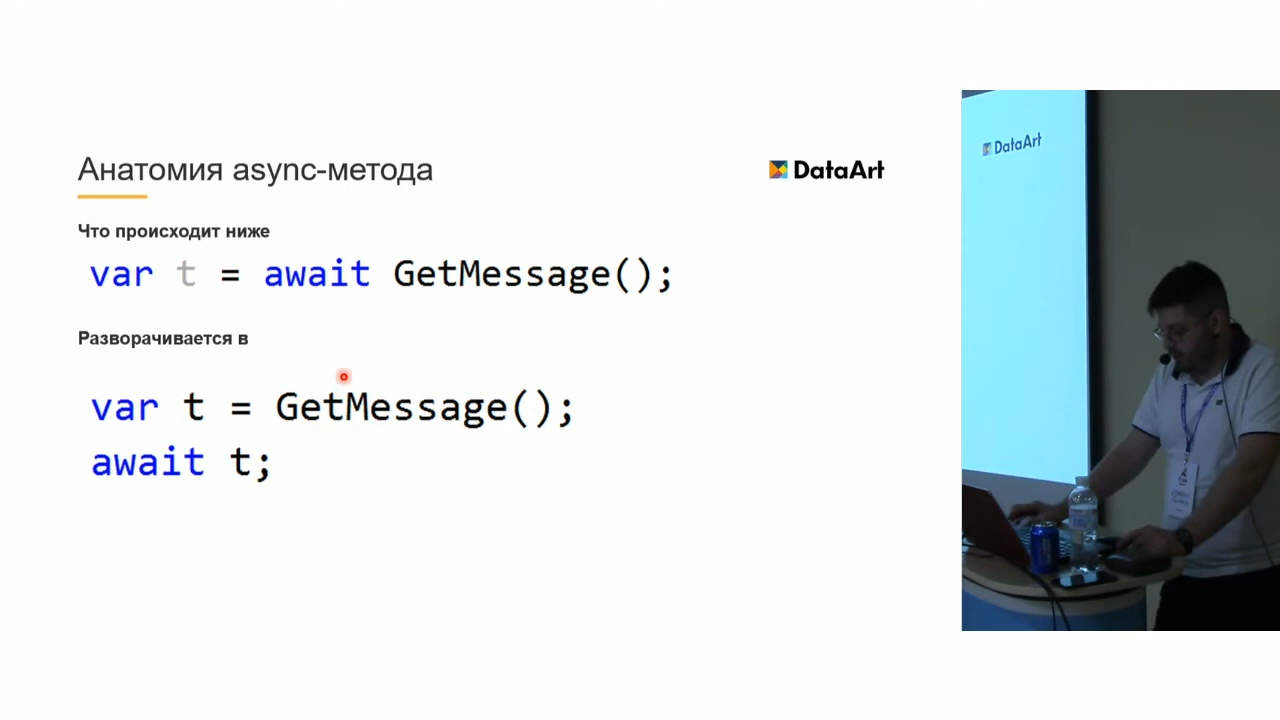 Анатомия async-метода
DataArt
Что происходит ниже
var t = await GetMessage();
Разворачивается в
var t = GetMessage();
await t;
DataArt